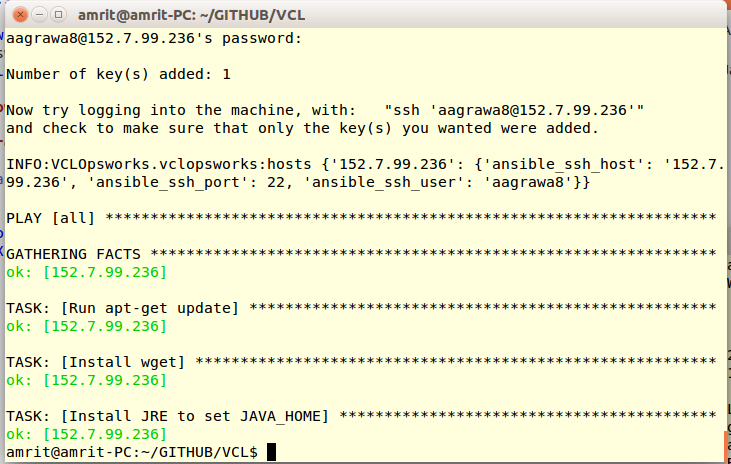 amrit@amrit-PC: ~/GITHUB/VCL
aagrawa8@152.7.99.236's password:
Number of key(s) added: 1
Now try logging into the machine, with:   "ssh 'aagrawa8@152.7.99.236'"
and check to make sure that only the key(s) you wanted were added.
INFO:VCLOpsworks.vclopsworks:hosts {'152.7.99.236': {'ansible_ssh_host': '152.7.
99.236', 'ansible_ssh_port': 22, 'ansible_ssh_user': 'aagrawa8'}}
PLAY [all] ********************************************************************
GATHERING FACTS ***************************************************************
ok: [152.7.99.236]
TASK: [Run apt-get update] ****************************************************
ok: [152.7.99.236]
TASK: [Install wget] **********************************************************
ok: [152.7.99.236]
TASK: [Install JRE to set JAVA_HOME] ******************************************
ok: [152.7.99.236]
amrit@amrit-PC:~/GITHUB/VCL$